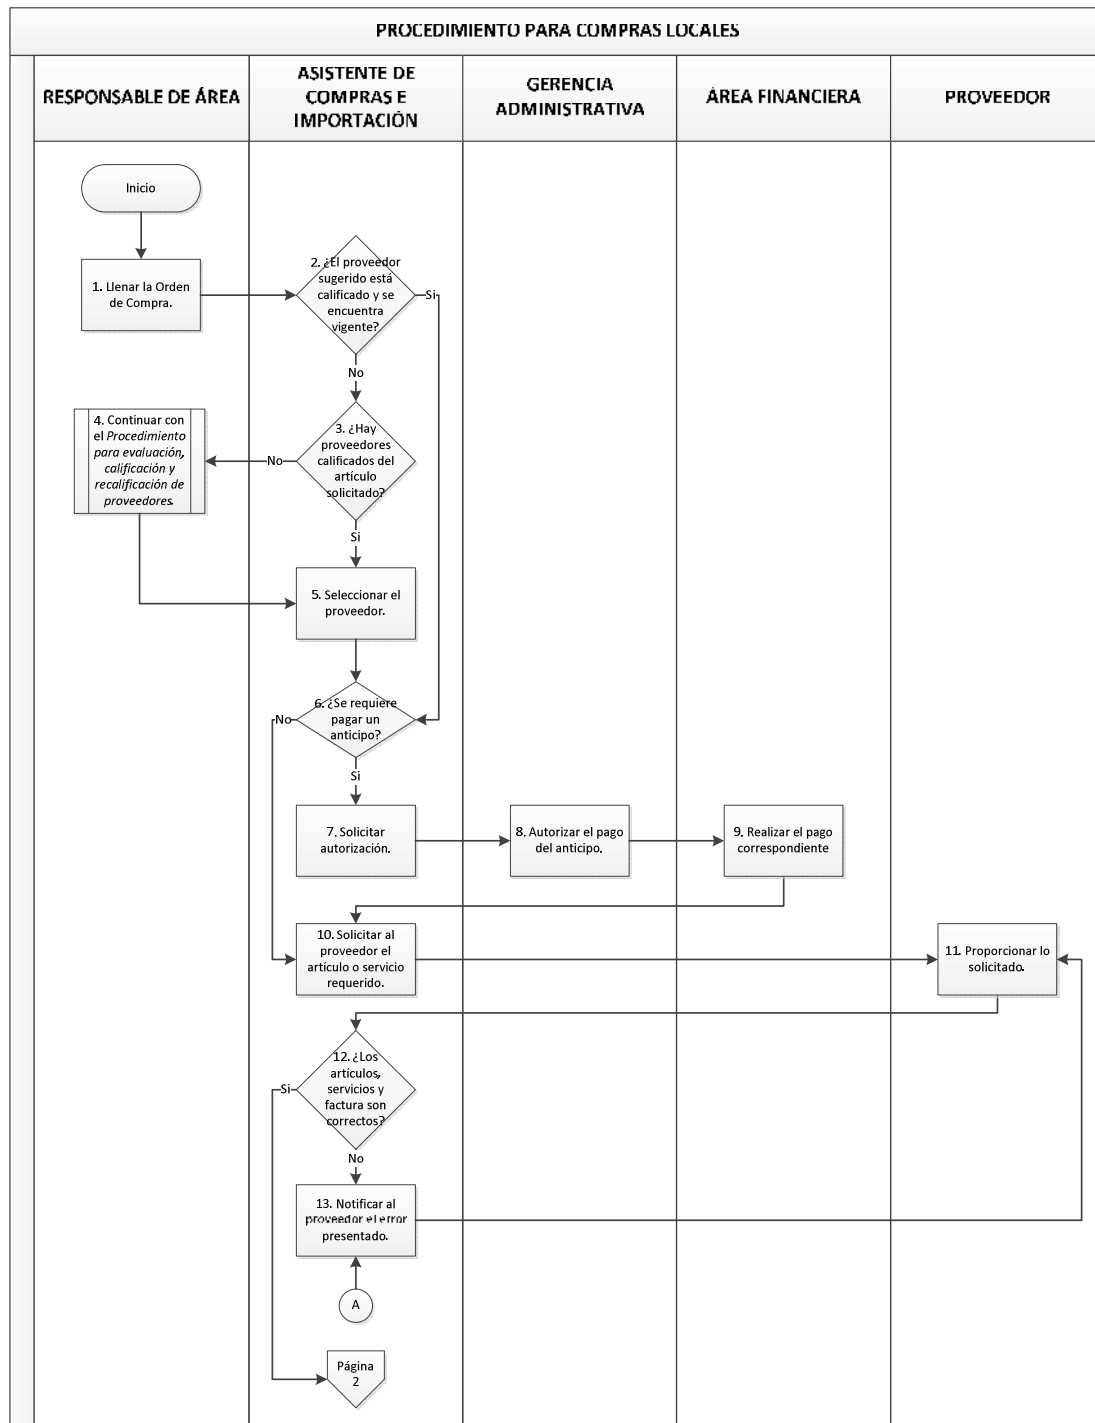 PROCEDIMIENTO PARA COMPRAS LOCALES
RESPONSABLE DE ÁREA
ASISTENTE DE
COMPRAS E
IMPORTACIÓN
GERENCIA
ADMINISTRATIVA
ÁREA FINANCIERA
PROVEEDOR
Inicio
1. Llenar la Orden
de Compra.
2. ¿El proveedor
sugerido está
calificado y se
encuentra
vigente?
Si
No
3. ¿Hay
proveedores
calificados del
artículo
solicitado?
No
4. Continuar con
el Procedimiento
para evaluación,
calificación y
recalificación de
proveedores.
Si
5. Seleccionar el
proveedor.
6. ¿Se requiere
pagar un
anticipo?
No
Si
7. Solicitar
autorización.
8. Autorizar el pago
del anticipo.
9. Realizar el pago
correspondiente
10. Solicitar al
proveedor el
artículo o servicio
requerido.
11. Proporcionar lo
solicitado.
12. ¿Los
artículos,
servicios y
factura son
correctos?
Si
No
13. Notificar al
proveedor el error
presentado.
A
Página
2